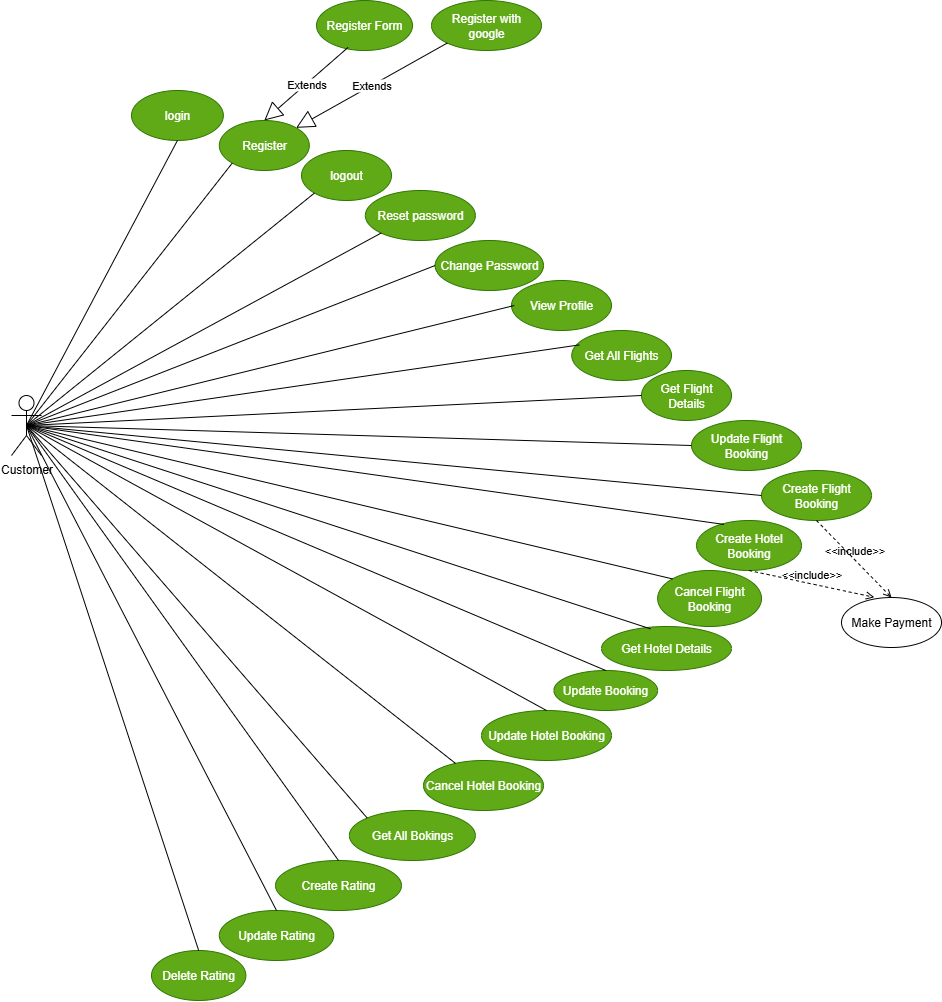 Register Form
Register with
google
Extends
Extends
login
Register
logout
Reset password
Change Password
View Profile
Get All Flights
Get Flight
Details
Update Flight
Booking
Customer
Create Flight
Booking
Create Hotel
Booking
<<include>>
<<include>>
Cancel Flight
Booking
Make Payment
Get Hotel Details
Update Booking
Update Hotel Booking
Cancel Hotel Booking
Get All Bokings
Create Rating
Update Rating
Delete Rating